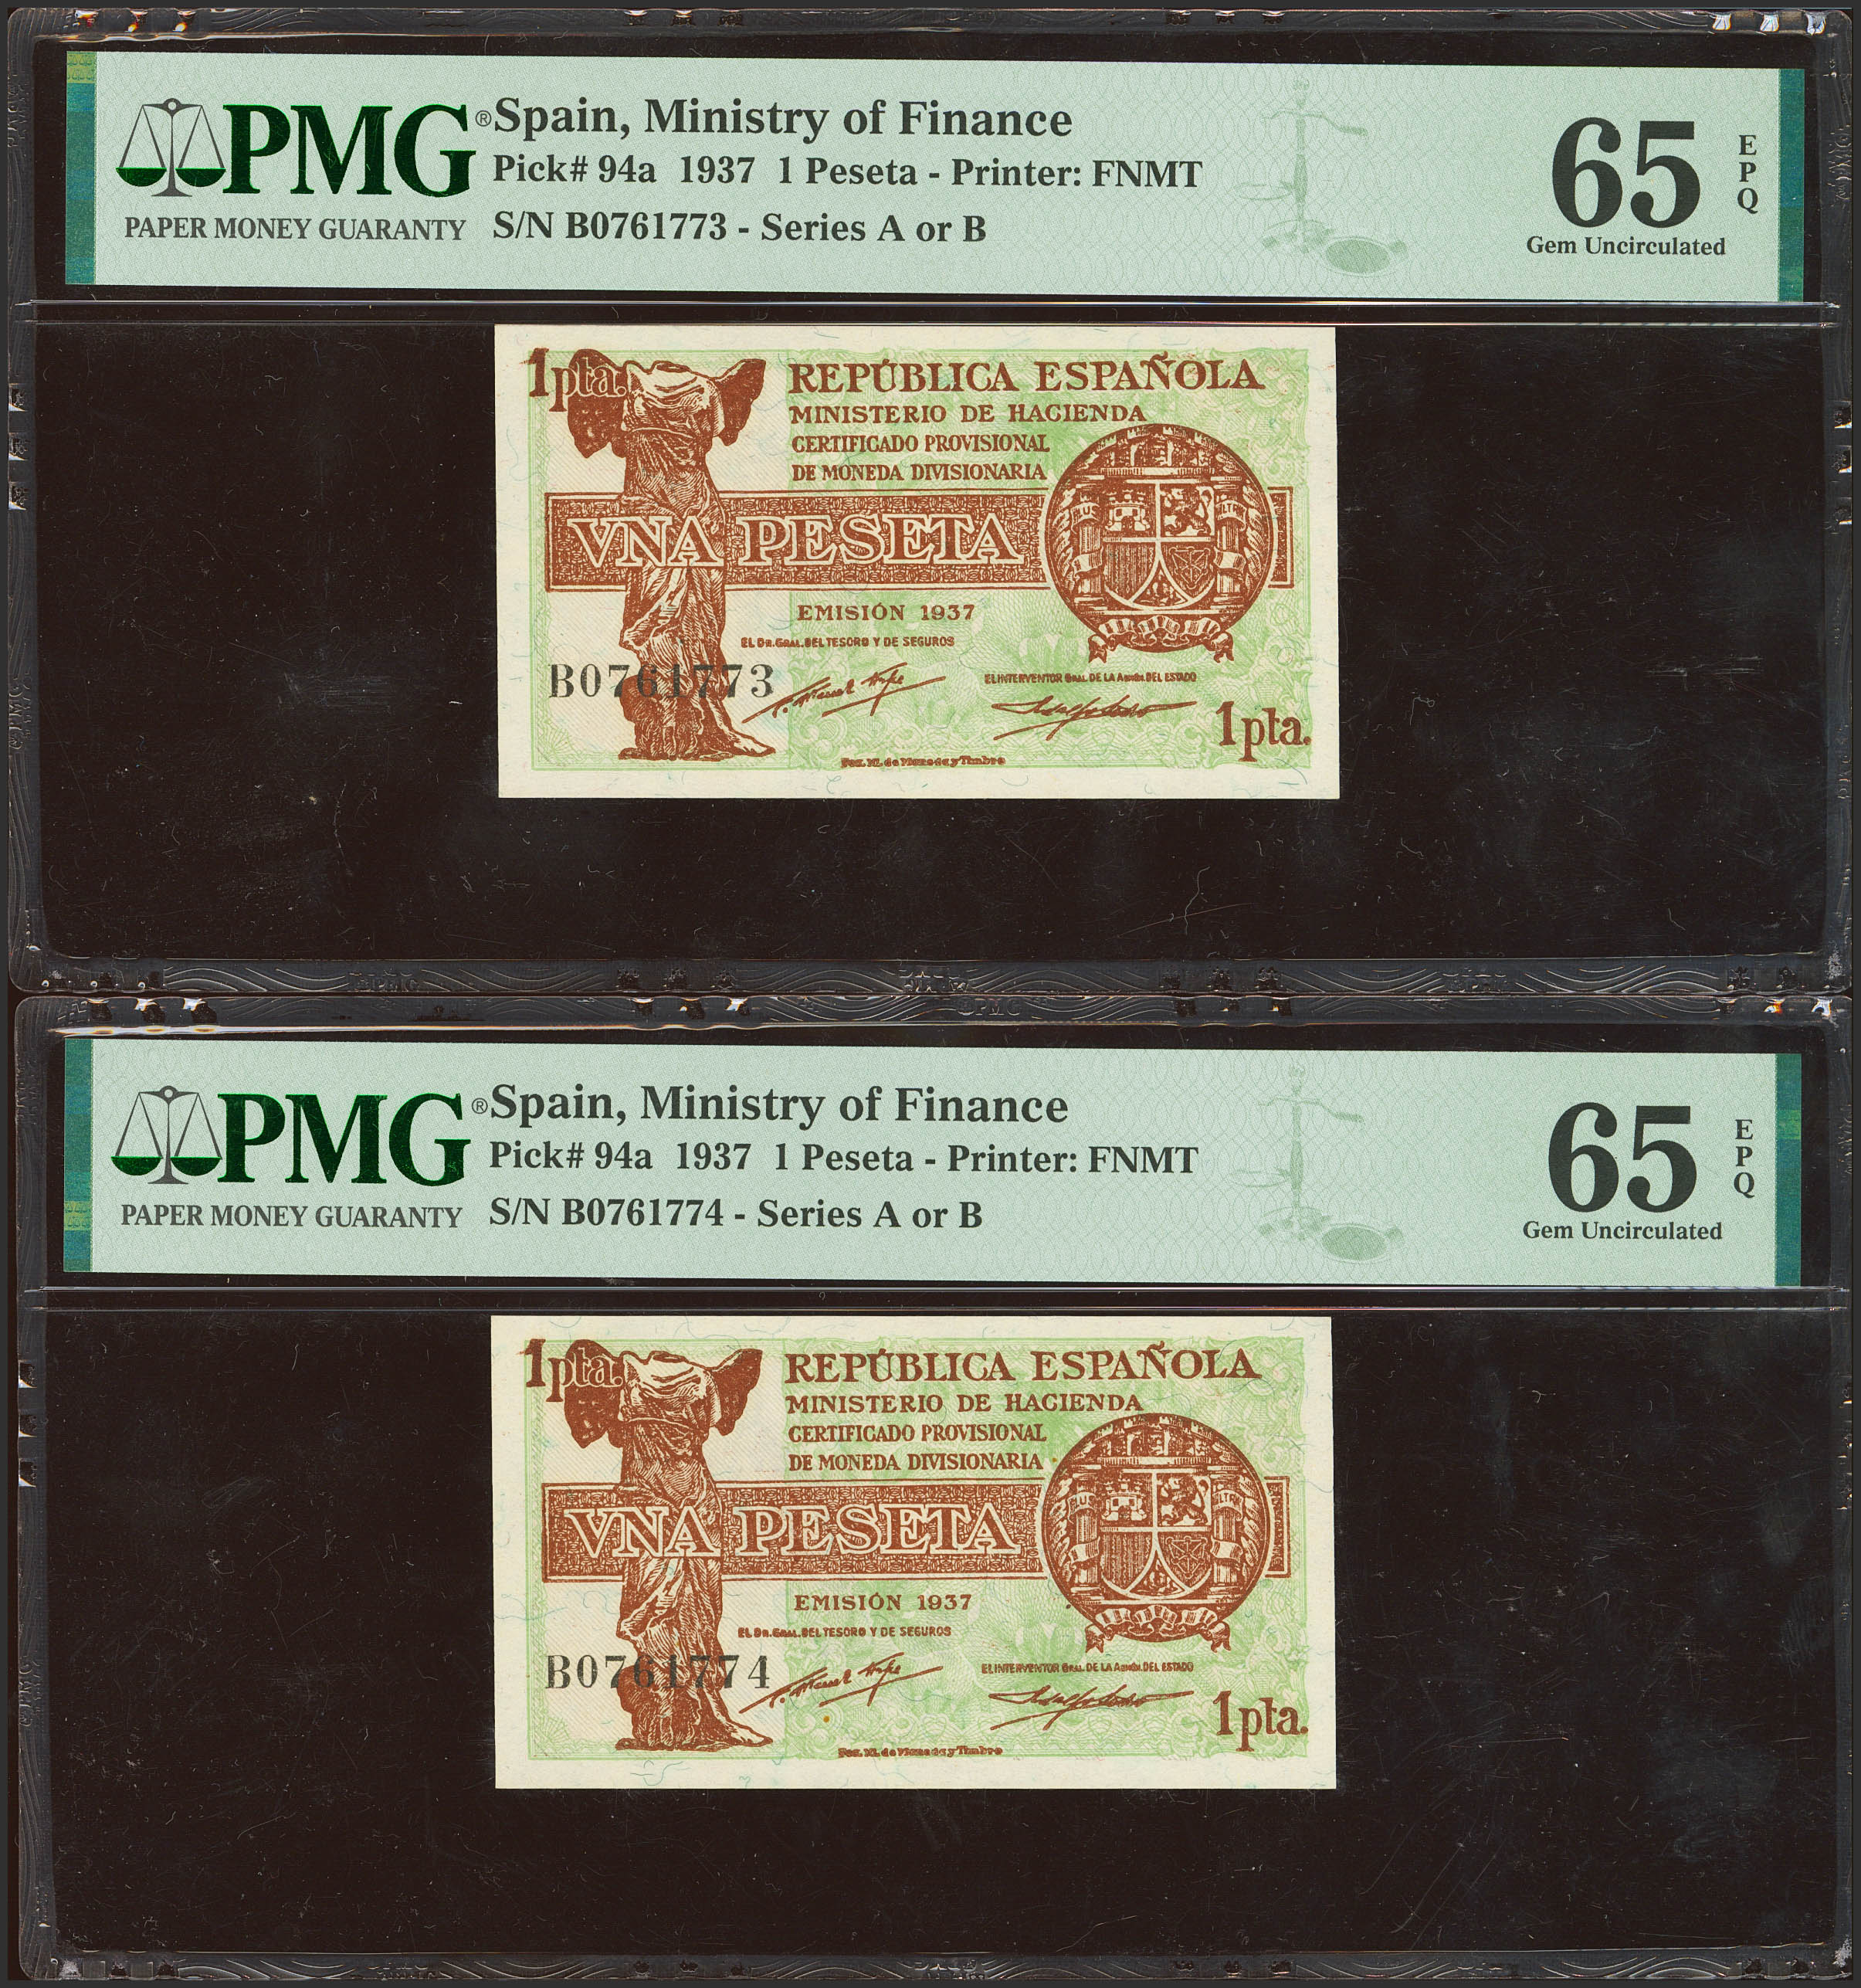 PMG® Spain, Ministry of Finance
Pick# 94a 1937 1 Peseta - Printer: FNMT
PAPER MONEY GUARANTY S/N B0761773 - Series A or B
65 EPQ
Gem Uncirculated
1pta. REPÚBLICA ESPAÑOLA
MINISTERIO DE HACIENDA
CERTIFICADO PROVISIONAL
DE MONEDA DIVISIONARIA
VNA PESETA
EMISIÓN 1937
EL DR. GRAL. DEL TESORO Y DE SEGUROS
B0761773
EL INTERVENTOR GRAL. DE LA ADMÓN. DEL ESTADO
1pta.
PMG® Spain, Ministry of Finance
Pick# 94a 1937 1 Peseta - Printer: FNMT
PAPER MONEY GUARANTY S/N B0761774 - Series A or B
65 EPQ
Gem Uncirculated
1pta. REPÚBLICA ESPAÑOLA
MINISTERIO DE HACIENDA
CERTIFICADO PROVISIONAL
DE MONEDA DIVISIONARIA
VNA PESETA
EMISIÓN 1937
EL DR. GRAL. DEL TESORO Y DE SEGUROS
B0761774
EL INTERVENTOR GRAL. DE LA ADMÓN. DEL ESTADO
1pta.